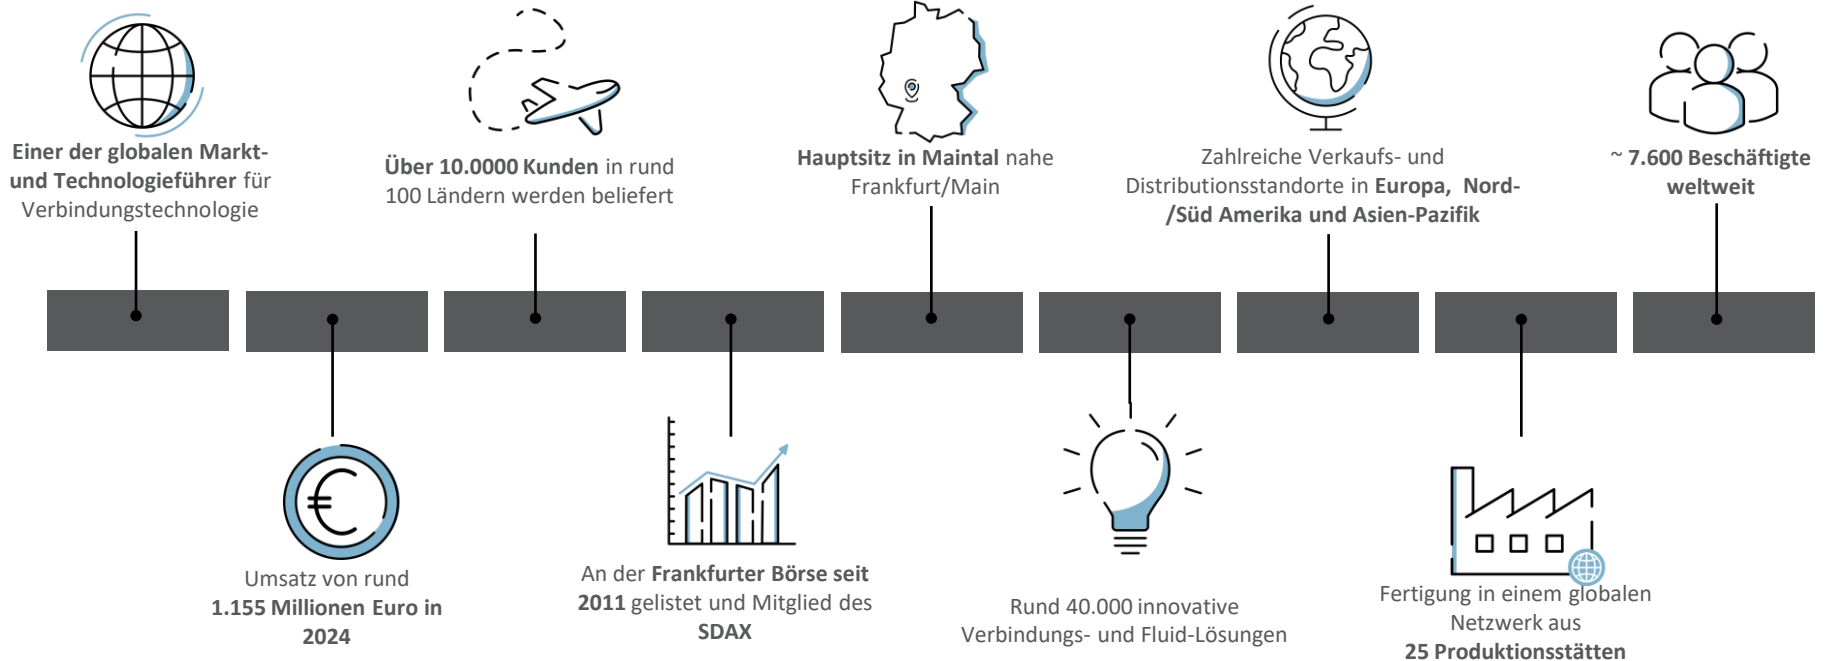 Einer der globalen Markt-
und Technologieführer für
Verbindungstechnologie
Umsatz von rund
1.155 Millionen Euro in
2024
Über 10.0000 Kunden in rund
100 Ländern werden beliefert
An der Frankfurter Börse seit
2011 gelistet und Mitglied des
SDAX
Hauptsitz in Maintal nahe
Frankfurt/Main
Rund 40.000 innovative
Verbindungs- und Fluid-Lösungen
Zahlreiche Verkaufs- und
Distributionsstandorte in Europa, Nord-
/Süd Amerika und Asien-Pazifik
Fertigung in einem globalen
Netzwerk aus
25 Produktionsstätten
~ 7.600 Beschäftigte
weltweit